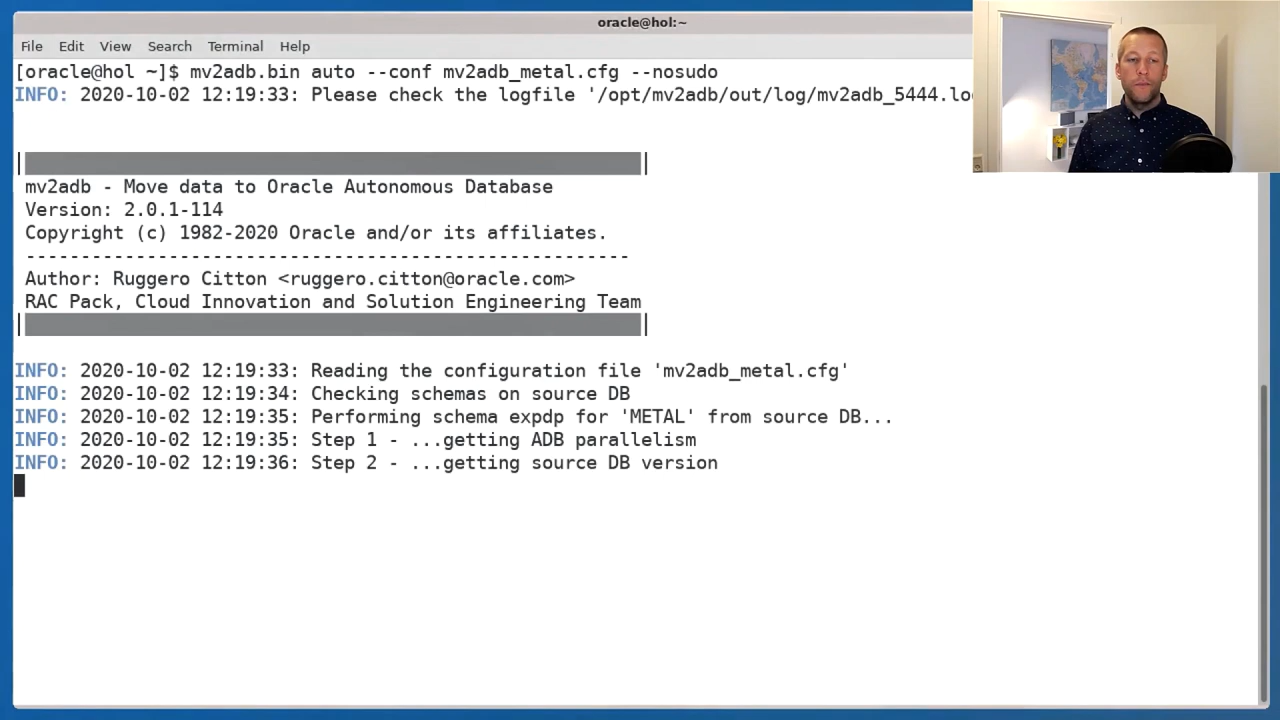 oracle@hol:~
File Edit View Search Terminal Help
[oracle@hol ~]$ mv2adb.bin auto --conf mv2adb_metal.cfg --nosudo
INFO: 2020-10-02 12:19:33: Please check the logfile '/opt/mv2adb/out/log/mv2adb_5444.lo
mv2adb - Move data to Oracle Autonomous Database
Version: 2.0.1-114
Copyright (c) 1982-2020 Oracle and/or its affiliates.
-------------------------------------------------------
Author: Ruggero Citton <ruggero.citton@oracle.com>
RAC Pack, Cloud Innovation and Solution Engineering Team
INFO: 2020-10-02 12:19:33: Reading the configuration file 'mv2adb_metal.cfg'
INFO: 2020-10-02 12:19:34: Checking schemas on source DB
INFO: 2020-10-02 12:19:35: Performing schema expdp for 'METAL' from source DB...
INFO: 2020-10-02 12:19:35: Step 1 - ...getting ADB parallelism
INFO: 2020-10-02 12:19:36: Step 2 - ...getting source DB version